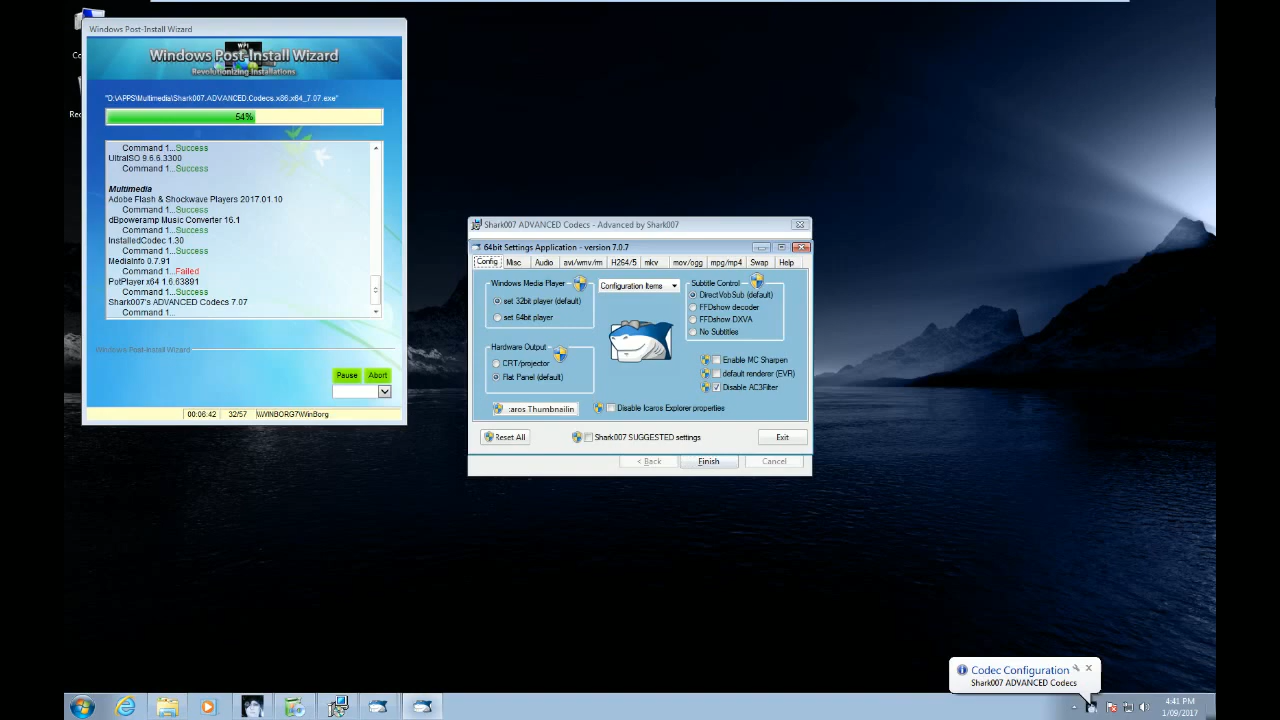 Windows Post-Install Wizard
WPI
Windows Post-Install Wizard
Revolutionizing Installations
"D:\APPS\Multimedia\Shark007.ADVANCED.Codecs.x86.x64_7.07.exe"
54%
Command 1...Success
UltraISO 9.6.6.3300
Command 1...Success
Multimedia
Adobe Flash & Shockwave Players 2017.01.10
Command 1...Success
dBpoweramp Music Converter 16.1
Command 1...Success
InstalledCodec 1.30
Command 1...Success
MediaInfo 0.7.91
Command 1...Failed
PotPlayer x64 1.6.63891
Command 1...Success
Shark007's ADVANCED Codecs 7.07
Command 1...
Windows Post-Install Wizard
Pause Abort
00:06:42 32/57 \\WINBORG7\WinBorg
Shark007 ADVANCED Codecs - Advanced by Shark007
64bit Settings Application - version 7.0.7
Config Misc Audio avi/wmv/rm H264/5 mkv mov/ogg mpg/mp4 Swap Help
Windows Media Player
set 32bit player (default)
set 64bit player
Configuration Items
Subtitle Control
DirectVobSub (default)
FFDshow decoder
FFDshow DXVA
No Subtitles
Hardware Output
CRT/projector
Flat Panel (default)
Enable MC Sharpen
default renderer (EVR)
Disable AC3Filter
:aros Thumbnailin
Disable Icaros Explorer properties
Reset All
Shark007 SUGGESTED settings
Exit
< Back Finish Cancel
Codec Configuration
Shark007 ADVANCED Codecs
4:41 PM
1/09/2017